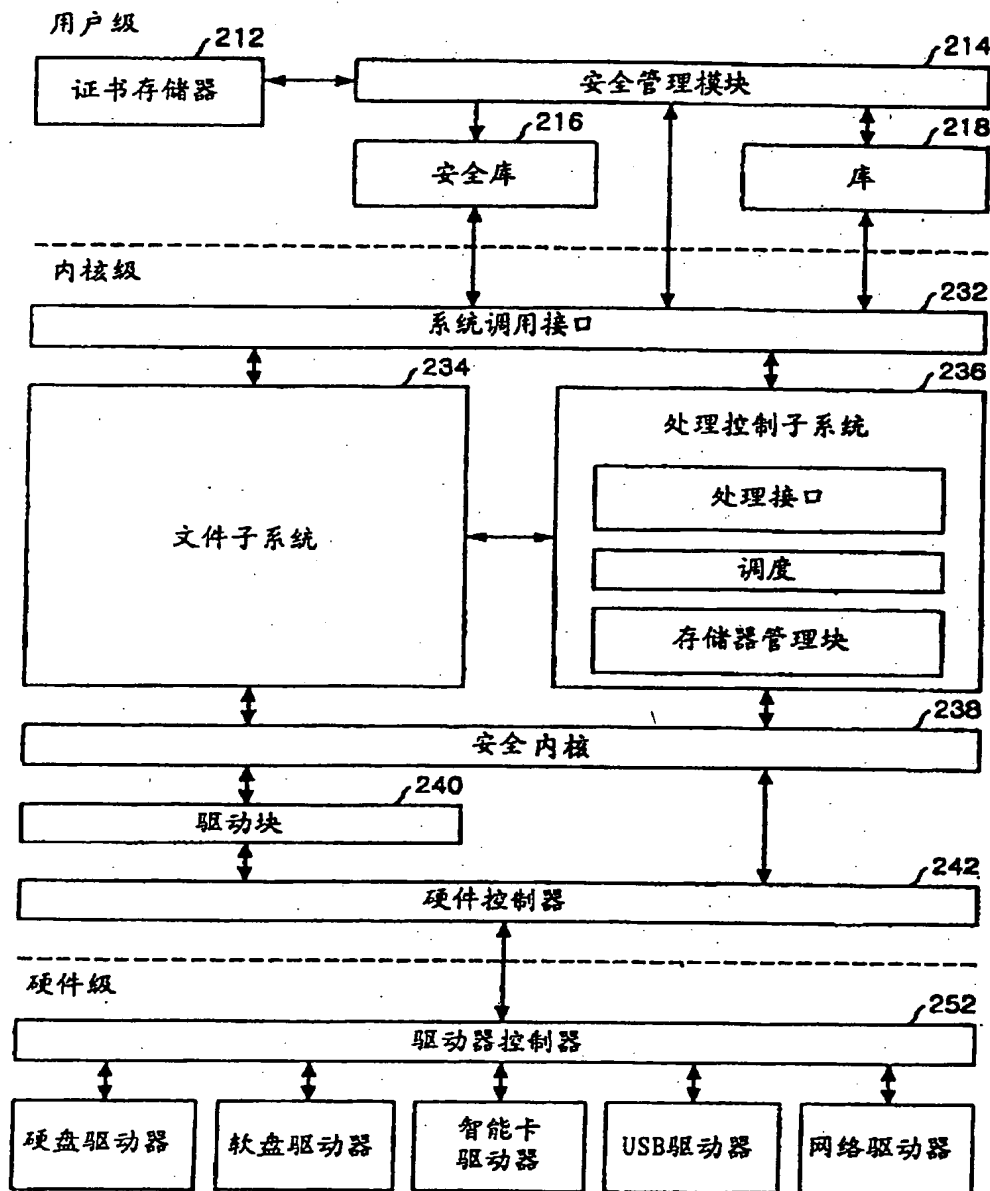 用户级
212
证书存储器
214
安全管理模块
216
安全库
218
库
内核级
232
系统调用接口
234
文件子系统
236
处理控制子系统
处理接口
调度
存储器管理块
238
安全内核
240
驱动块
242
硬件控制器
硬件级
252
驱动器控制器
硬盘驱动器
软盘驱动器
智能卡
驱动器
USB驱动器
网络驱动器